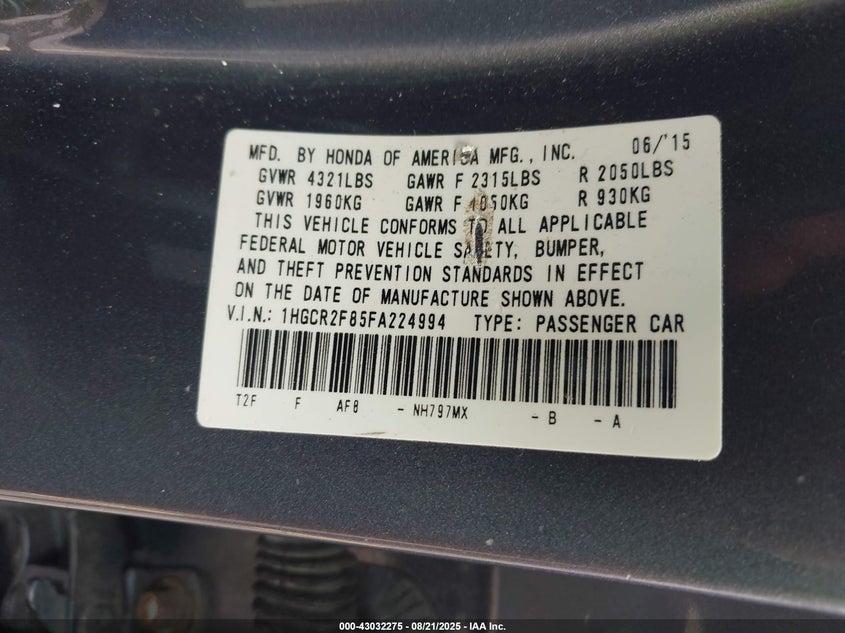 MFD. BY HONDA OF AMERICA MFG., INC. 06/'15
GVWR 4321LBS GAWR F 2315LBS R 2050LBS
GVWR 1960KG GAWR F 1050KG R 930KG
THIS VEHICLE CONFORMS TO ALL APPLICABLE
FEDERAL MOTOR VEHICLE SAFETY, BUMPER,
AND THEFT PREVENTION STANDARDS IN EFFECT
ON THE DATE OF MANUFACTURE SHOWN ABOVE.
V.I.N.: 1HGCR2F85FA224994 TYPE: PASSENGER CAR
T2F F AF8 - NH797MX - B - A
000-43032275 - 08/21/2025 - IAA Inc.